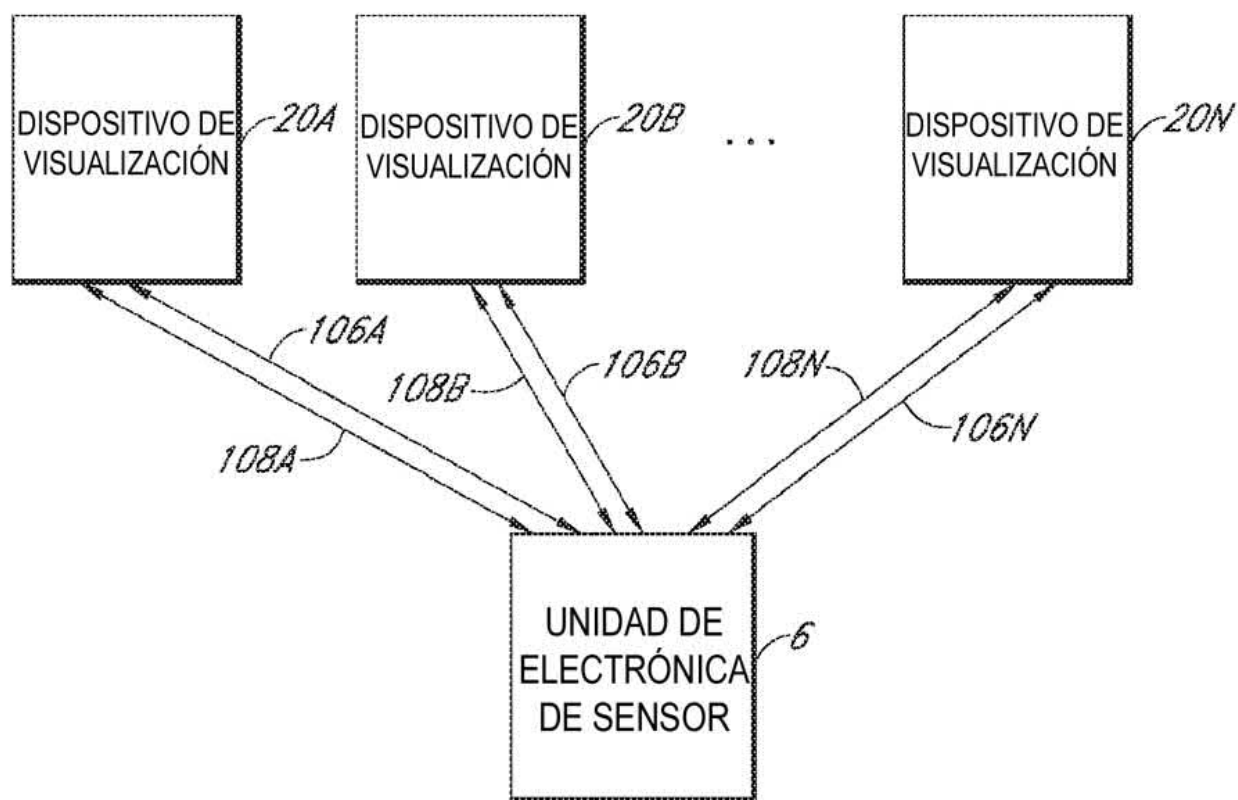 DISPOSITIVO DE
VISUALIZACIÓN
20A
DISPOSITIVO DE
VISUALIZACIÓN
20B
...
DISPOSITIVO DE
VISUALIZACIÓN
20N
106A
108A
108B
106B
108N
106N
UNIDAD DE
ELECTRÓNICA
DE SENSOR
6